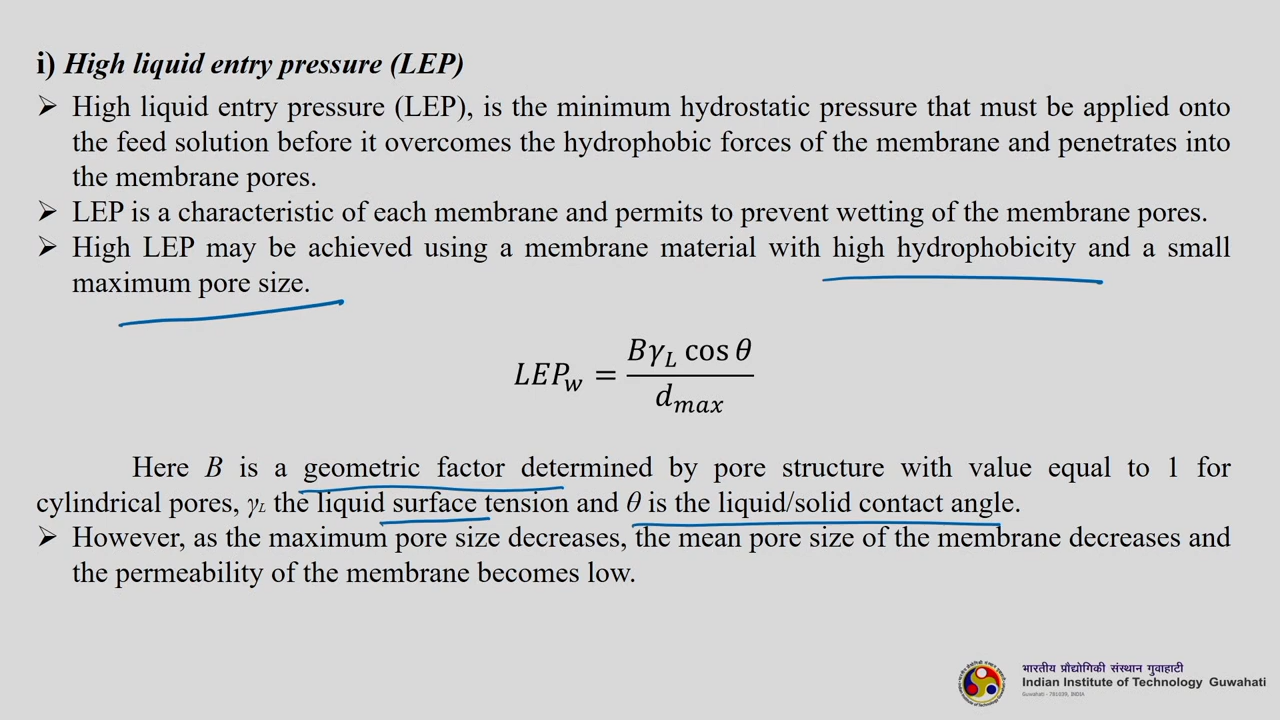 i) High liquid entry pressure (LEP)
➢ High liquid entry pressure (LEP), is the minimum hydrostatic pressure that must be applied onto
the feed solution before it overcomes the hydrophobic forces of the membrane and penetrates into
the membrane pores.
➢ LEP is a characteristic of each membrane and permits to prevent wetting of the membrane pores.
➢ High LEP may be achieved using a membrane material with high hydrophobicity and a small
maximum pore size.
LEP_w = Bγ_L cos θ / d_max
Here B is a geometric factor determined by pore structure with value equal to 1 for
cylindrical pores, γ_L the liquid surface tension and θ is the liquid/solid contact angle.
➢ However, as the maximum pore size decreases, the mean pore size of the membrane decreases and
the permeability of the membrane becomes low.
भारतीय प्रौद्योगिकी संस्थान गुवाहाटी
Indian Institute of Technology Guwahati
Guwahati - 781039, INDIA